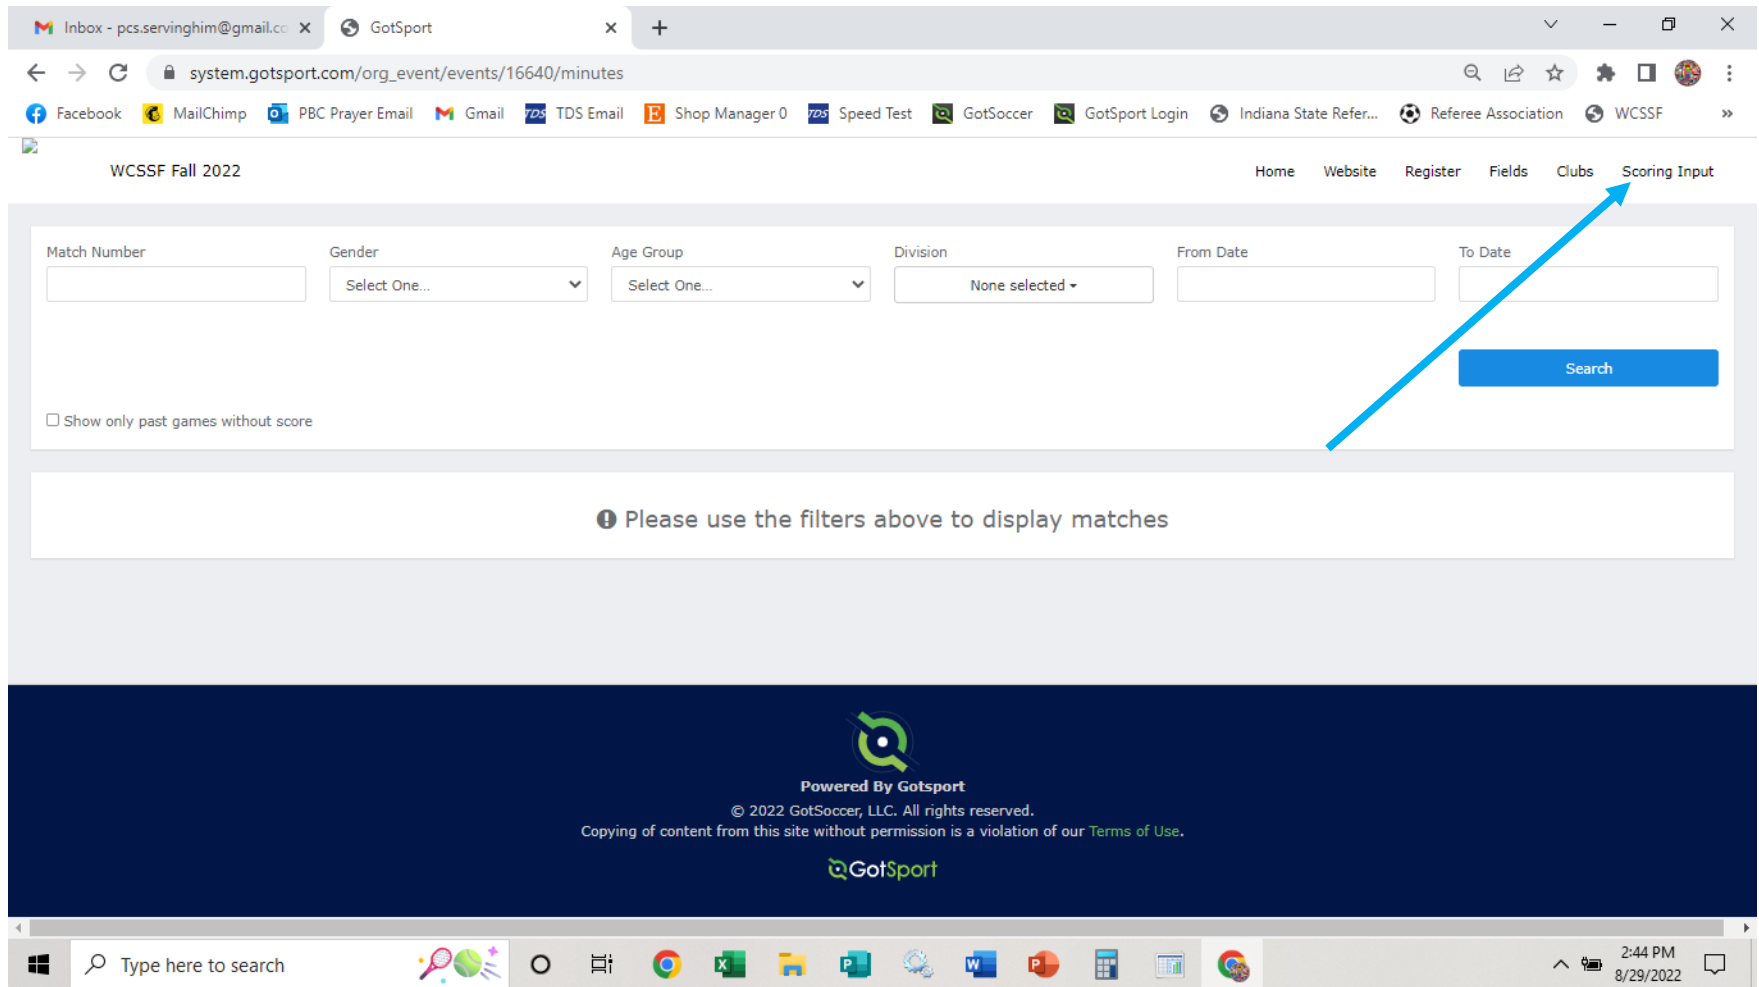 Inbox - pcs.servinghim@gmail.co
GotSport
system.gotsport.com/org_event/events/16640/minutes
Facebook MailChimp PBC Prayer Email Gmail TDS TDS Email Shop Manager 0 TDS Speed Test GotSoccer GotSport Login Indiana State Refer... Referee Association WCSSF »
WCSSF Fall 2022
Home Website Register Fields Clubs Scoring Input
Match Number Gender Age Group Division From Date To Date
Select One... Select One... None selected
Search
Show only past games without score
Please use the filters above to display matches
Powered By Gotsport
© 2022 GotSoccer, LLC. All rights reserved.
Copying of content from this site without permission is a violation of our Terms of Use.
GotSport
Type here to search
2:44 PM
8/29/2022